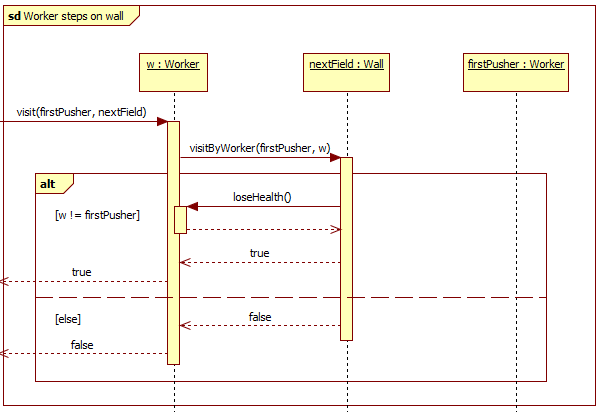 sd Worker steps on wall
w : Worker
nextField : Wall
firstPusher : Worker
visit(firstPusher, nextField)
visitByWorker(firstPusher, w)
alt
loseHealth()
[w != firstPusher]
true
true
[else]
false
false